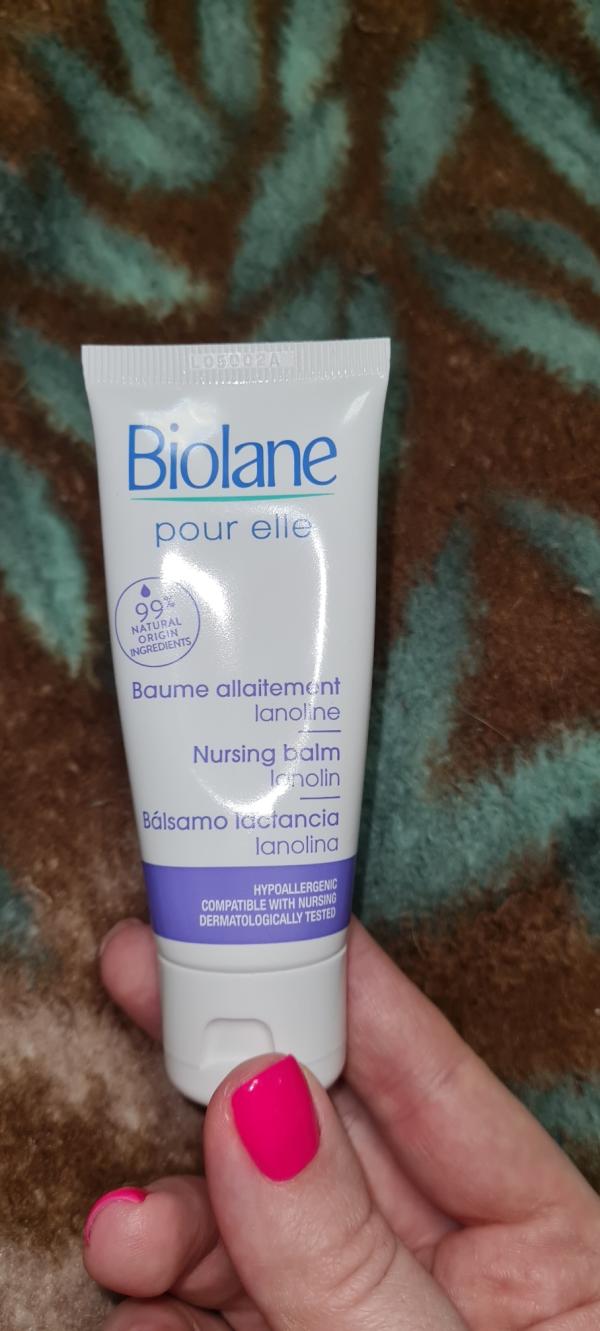 L05002A
Biolane
pour elle
99%
NATURAL
ORIGIN
INGREDIENTS
Baume allaitement
lanoline
Nursing balm
lanolin
Bálsamo lactancia
lanolina
HYPOALLERGENIC
COMPATIBLE WITH NURSING
DERMATOLOGICALLY TESTED